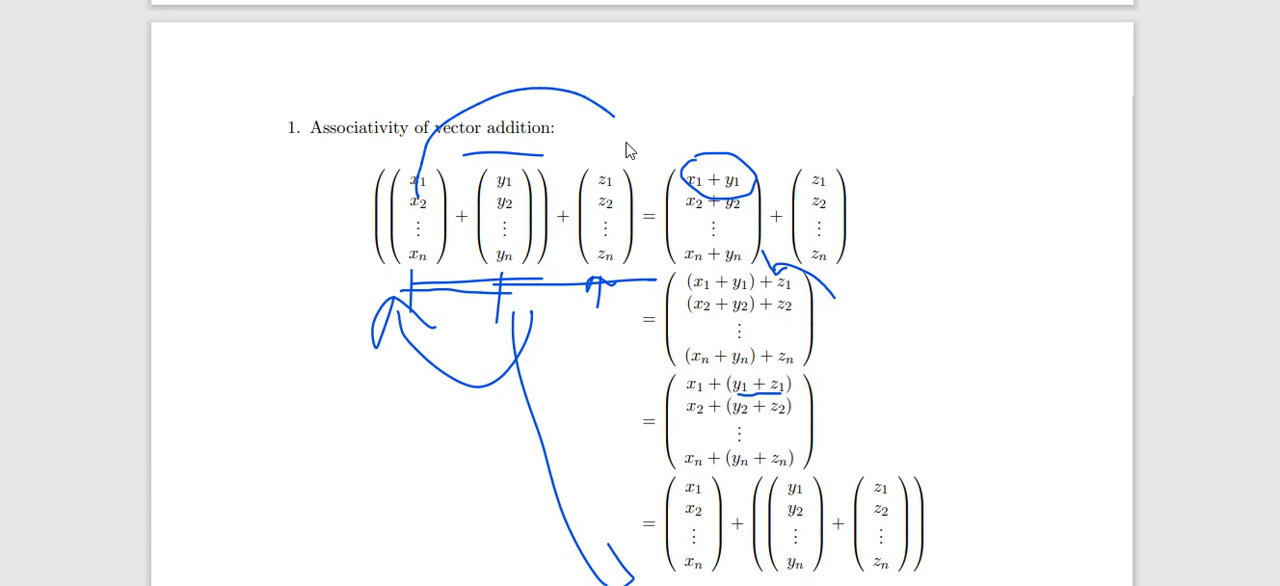 1. Associativity of vector addition:
x1 y1 z1 x1 + y1 z1
x2 y2 z2 x2 + y2 z2
+ + = +
⋮ ⋮ ⋮ ⋮ ⋮
xn yn zn xn + yn zn
(x1 + y1) + z1
(x2 + y2) + z2
=
⋮
(xn + yn) + zn
x1 + (y1 + z1)
x2 + (y2 + z2)
=
⋮
xn + (yn + zn)
x1 y1 z1
x2 y2 z2
= + +
⋮ ⋮ ⋮
xn yn zn